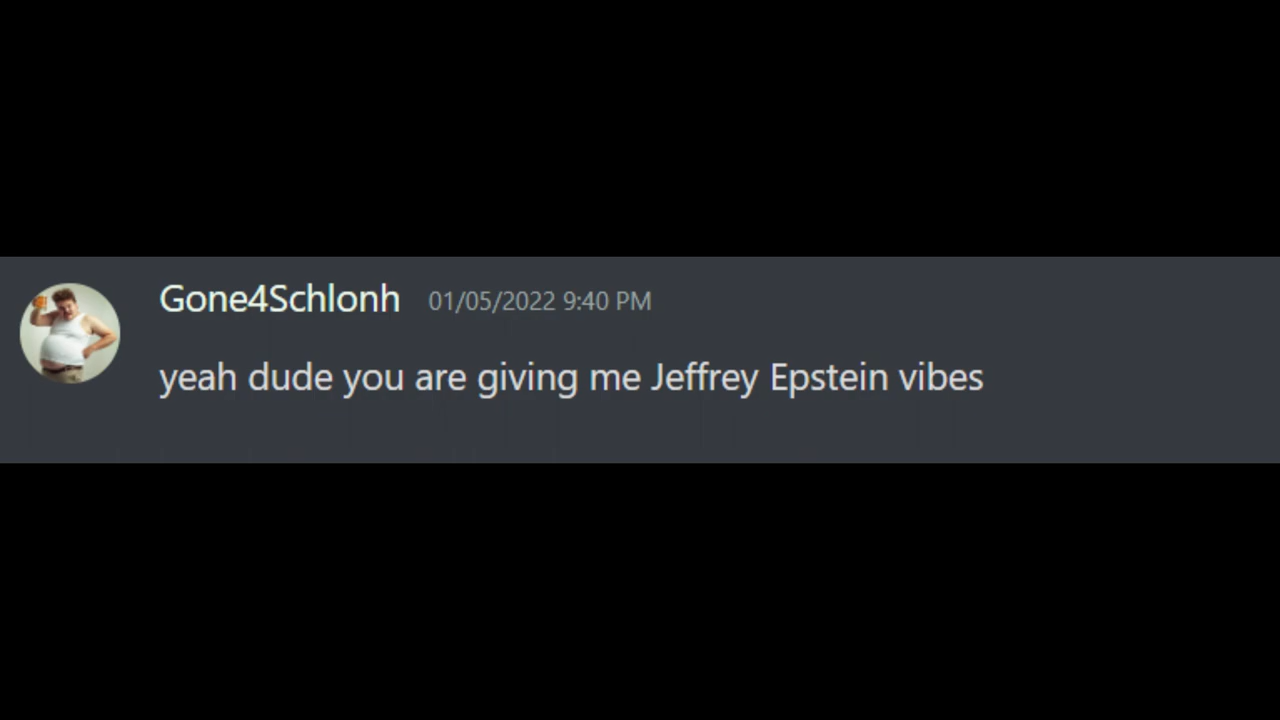 Gone4Schlonh 01/05/2022 9:40 PM
yeah dude you are giving me Jeffrey Epstein vibes